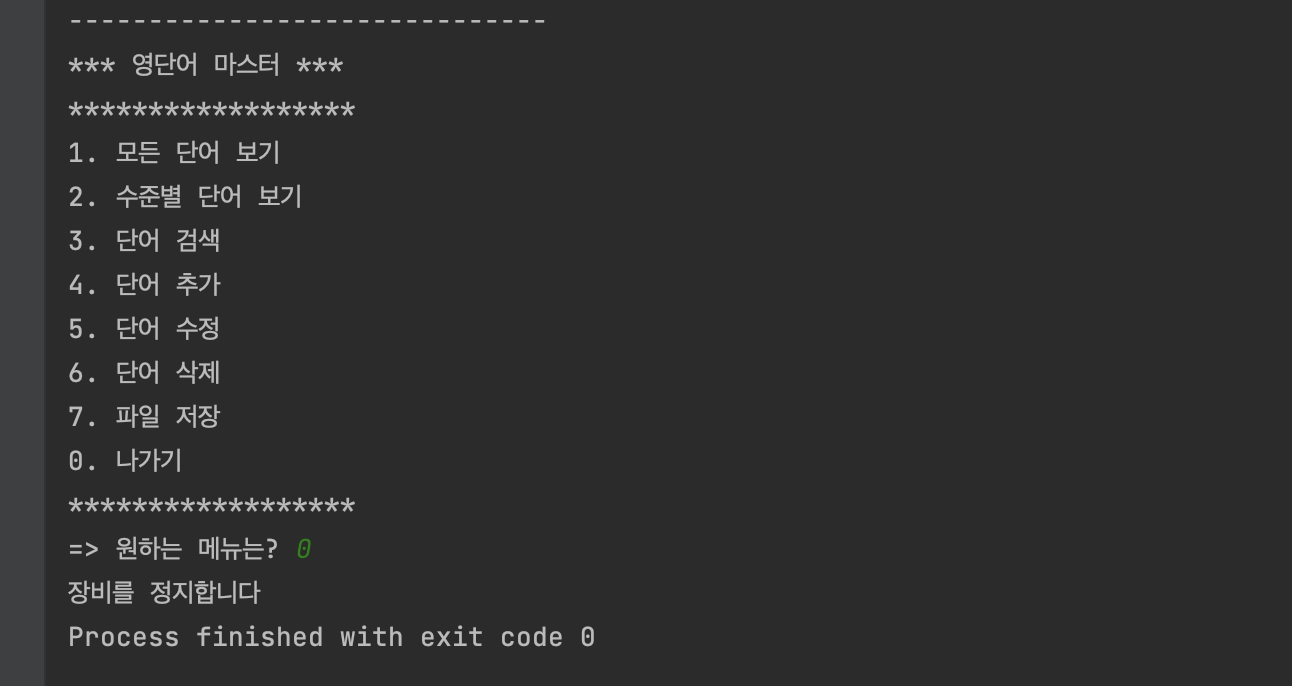 ------------------------------
*** 영단어 마스터 ***
******************
1. 모든 단어 보기
2. 수준별 단어 보기
3. 단어 검색
4. 단어 추가
5. 단어 수정
6. 단어 삭제
7. 파일 저장
0. 나가기
******************
=> 원하는 메뉴는? 0
장비를 정지합니다
Process finished with exit code 0